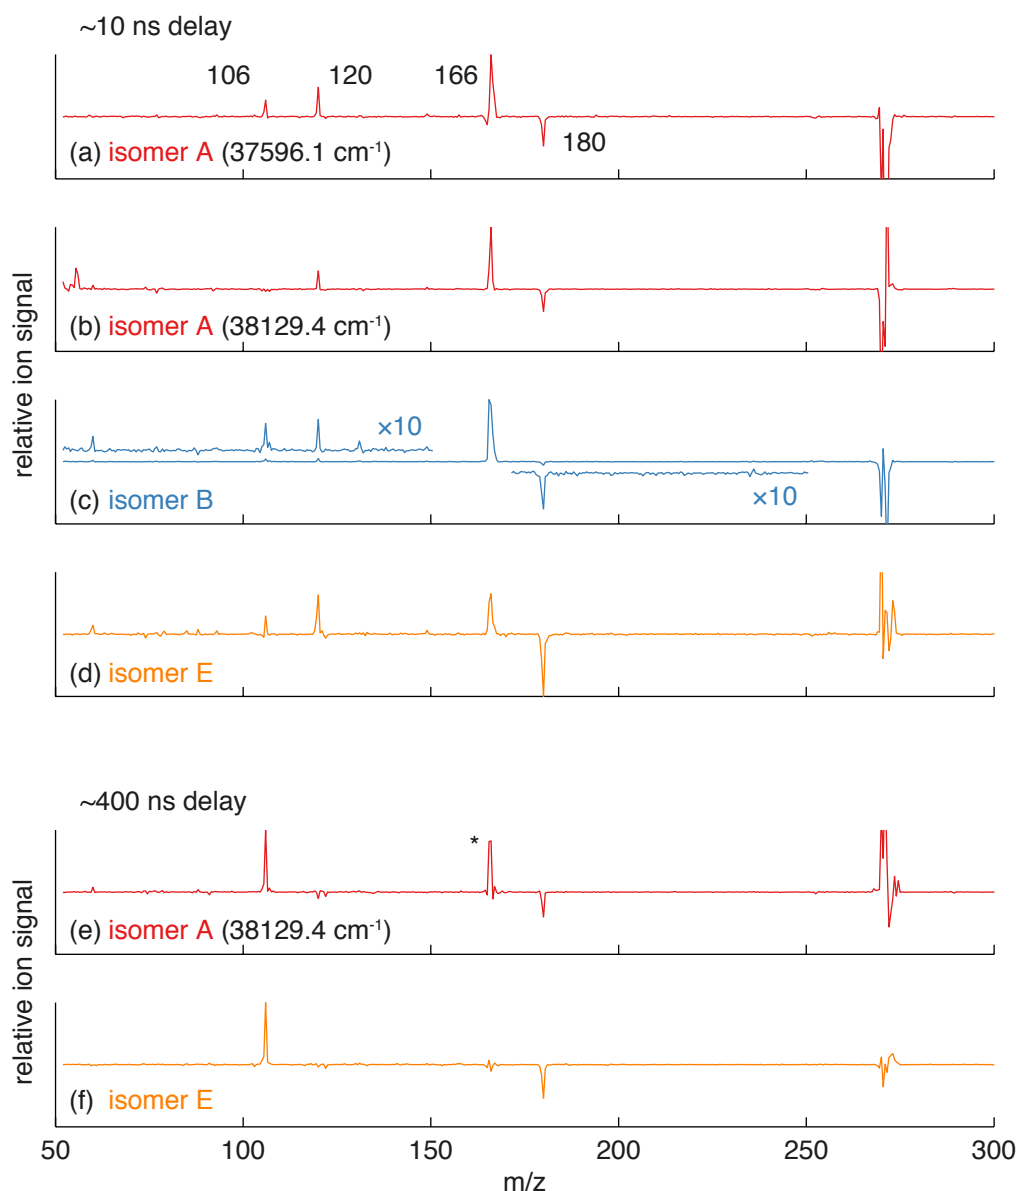 ~10 ns delay
106 120 166
180
(a) isomer A (37596.1 cm⁻¹)
(b) isomer A (38129.4 cm⁻¹)
relative ion signal
×10
(c) isomer B
×10
(d) isomer E
~400 ns delay
*
(e) isomer A (38129.4 cm⁻¹)
relative ion signal
(f) isomer E
50 100 150 200 250 300
m/z